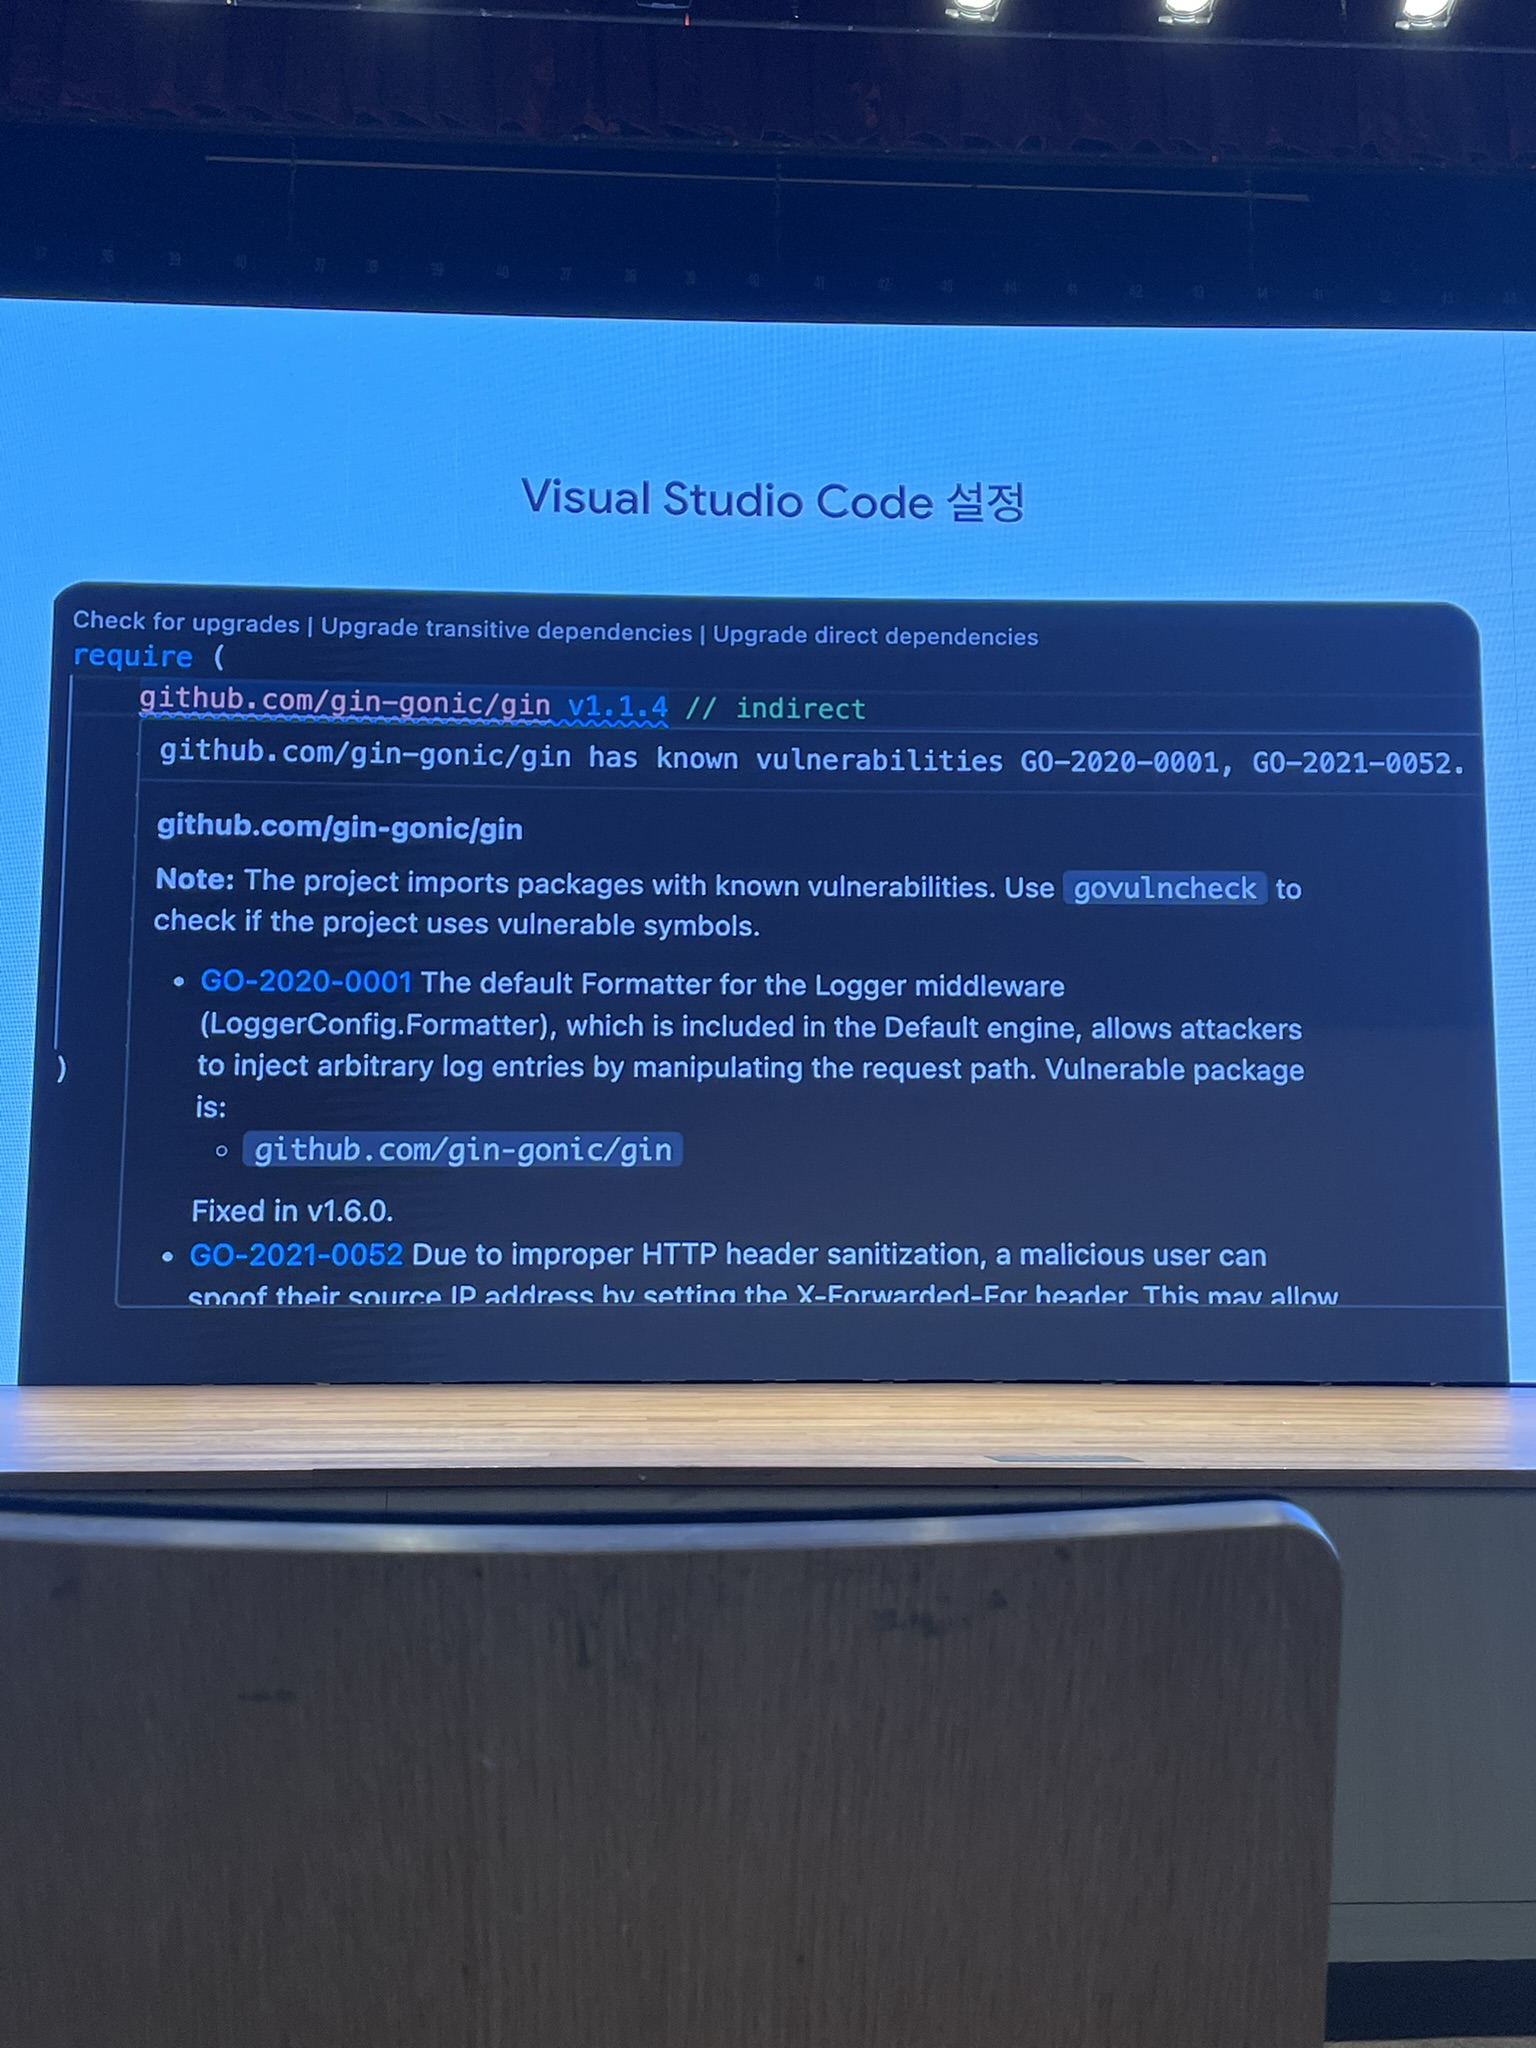 Visual Studio Code 설정
Check for upgrades | Upgrade transitive dependencies | Upgrade direct dependencies
require (
github.com/gin-gonic/gin v1.1.4 // indirect
github.com/gin-gonic/gin has known vulnerabilities GO-2020-0001, GO-2021-0052.
github.com/gin-gonic/gin
Note: The project imports packages with known vulnerabilities. Use govulncheck to
check if the project uses vulnerable symbols.
• GO-2020-0001 The default Formatter for the Logger middleware
(LoggerConfig.Formatter), which is included in the Default engine, allows attackers
to inject arbitrary log entries by manipulating the request path. Vulnerable package
is:
○ github.com/gin-gonic/gin
Fixed in v1.6.0.
• GO-2021-0052 Due to improper HTTP header sanitization, a malicious user can
spoof their source IP address by setting the X-Forwarded-For header. This may allow
)